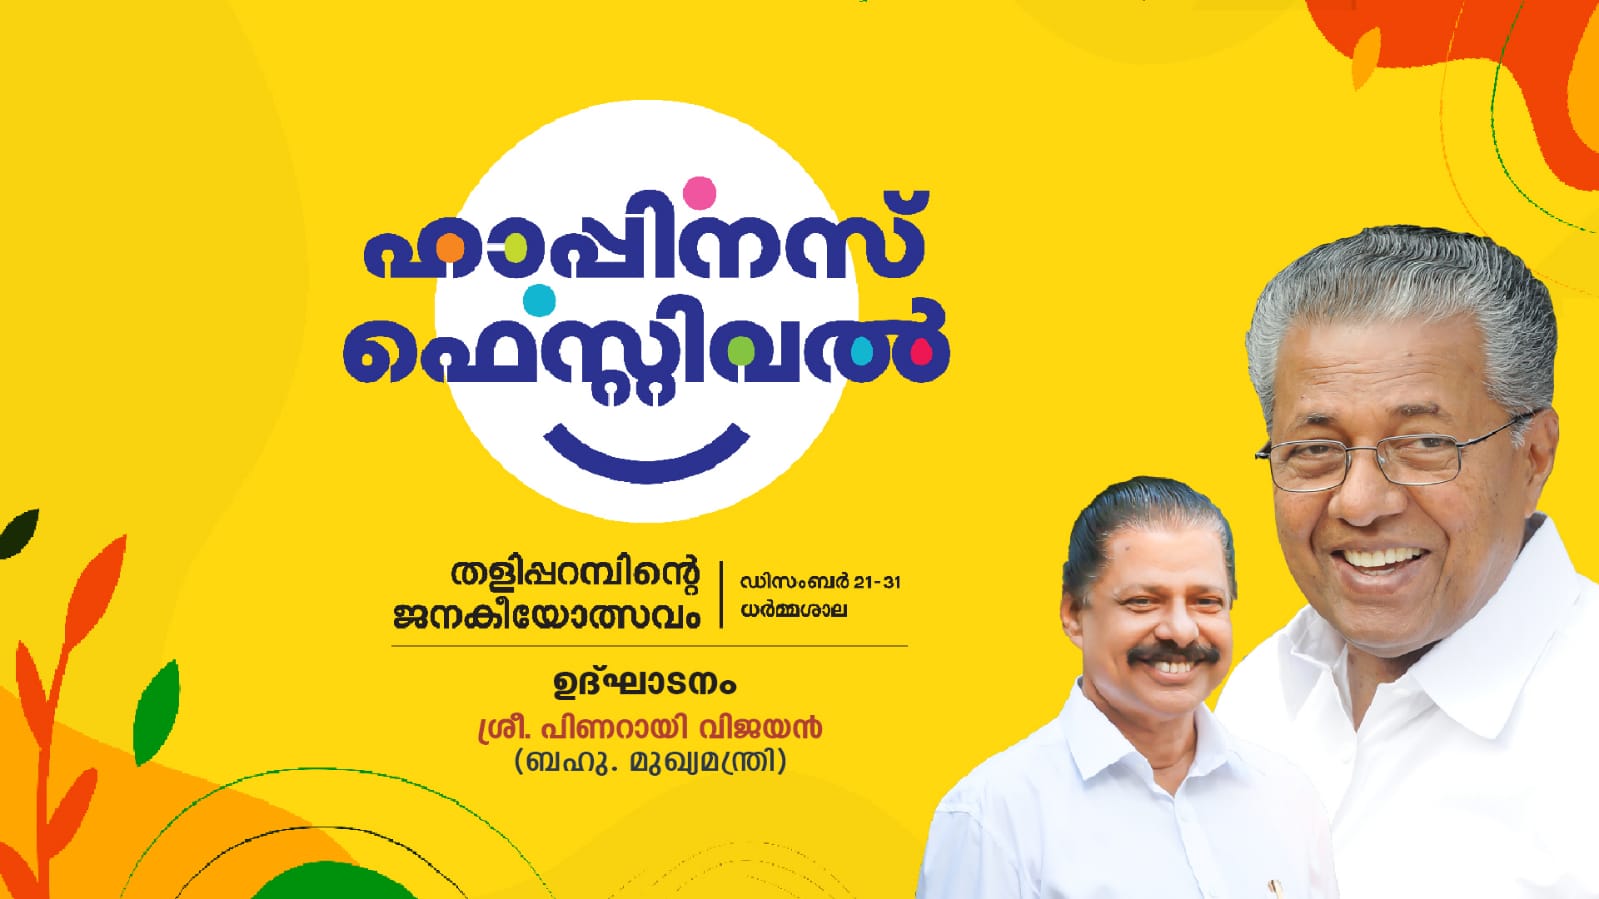 ഹാപ്പിനസ്
ഫെസ്റ്റിവൽ
തളിപ്പറമ്പിന്റെ
ജനകീയോത്സവം
ഡിസംബർ 21-31
ധർമ്മശാല
ഉദ്ഘാടനം
ശ്രീ. പിണറായി വിജയൻ
(ബഹു. മുഖ്യമന്ത്രി)